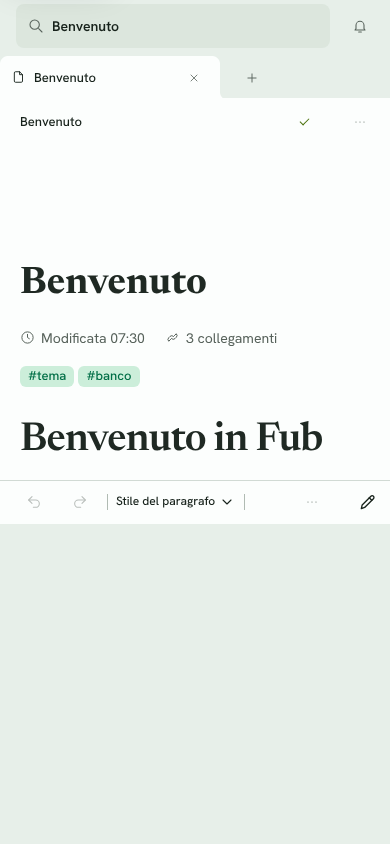 Benvenuto
Benvenuto
Benvenuto
Benvenuto
Modificata 07:30 3 collegamenti
#tema #banco
Benvenuto in Fub
Stile del paragrafo